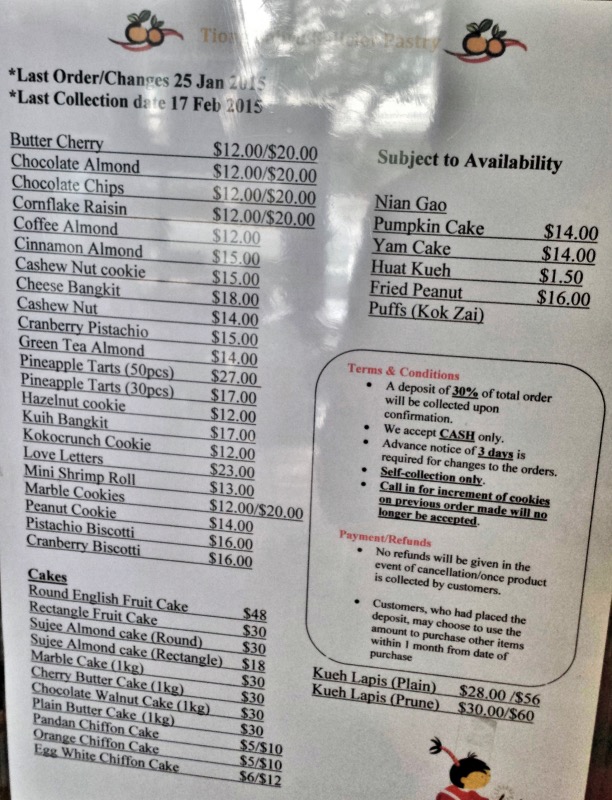 Pastry
*Last Order/Changes 25 Jan 2015
*Last Collection date 17 Feb 2015
Butter Cherry $12.00/$20.00
Chocolate Almond $12.00/$20.00
Chocolate Chips $12.00/$20.00
Cornflake Raisin $12.00/$20.00
Coffee Almond $12.00
Cinnamon Almond $15.00
Cashew Nut cookie $15.00
Cheese Bangkit $18.00
Cashew Nut $14.00
Cranberry Pistachio $15.00
Green Tea Almond $14.00
Pineapple Tarts (50pcs) $27.00
Pineapple Tarts (30pcs) $17.00
Hazelnut cookie $12.00
Kuih Bangkit $17.00
Kokocrunch Cookie $12.00
Love Letters $23.00
Mini Shrimp Roll $13.00
Marble Cookies $12.00/$20.00
Peanut Cookie $14.00
Pistachio Biscotti $16.00
Cranberry Biscotti $16.00
Cakes
Round English Fruit Cake $48
Rectangle Fruit Cake $30
Sujee Almond cake (Round) $30
Sujee Almond cake (Rectangle) $18
Marble Cake (1kg) $30
Cherry Butter Cake (1kg) $30
Chocolate Walnut Cake (1kg) $30
Plain Butter Cake (1kg) $30
Pandan Chiffon Cake $5/$10
Orange Chiffon Cake $5/$10
Egg White Chiffon Cake $6/$12
Subject to Availability
Nian Gao
Pumpkin Cake $14.00
Yam Cake $14.00
Huat Kueh $1.50
Fried Peanut $16.00
Puffs (Kok Zai)
Terms & Conditions
• A deposit of 30% of total order
will be collected upon
confirmation.
• We accept CASH only.
• Advance notice of 3 days is
required for changes to the orders.
• Self-collection only.
• Call in for increment of cookies
on previous order made will no
longer be accepted.
Payment/Refunds
• No refunds will be given in the
event of cancellation/once product
is collected by customers.
• Customers, who had placed the
deposit, may choose to use the
amount to purchase other items
within 1 month from date of
purchase
Kueh Lapis (Plain) $28.00 /$56
Kueh Lapis (Prune) $30.00/$60